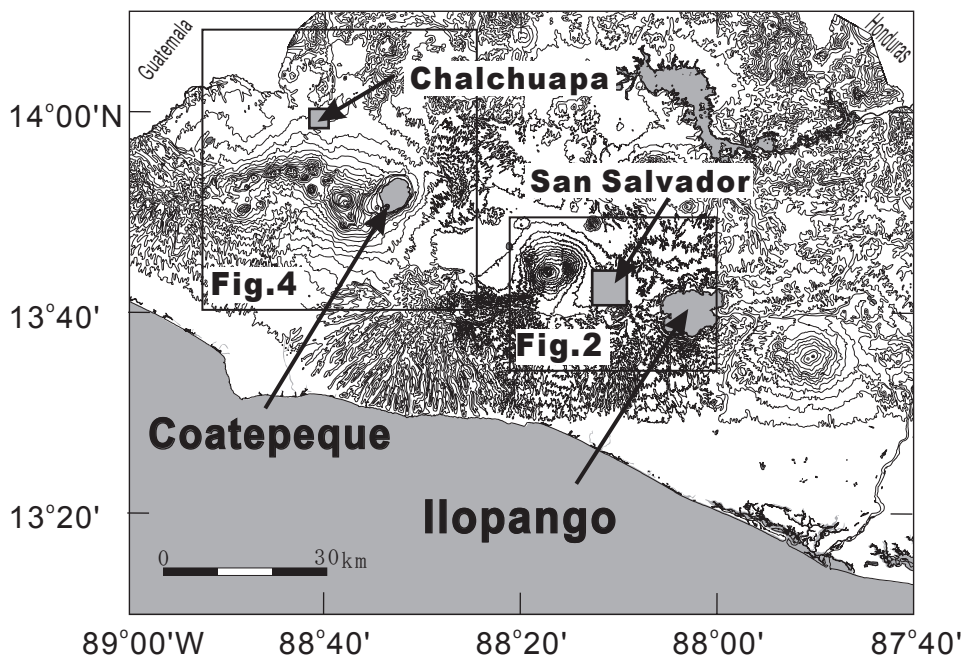 Guatemala
Honduras
Chalchuapa
14°00'N
San Salvador
Fig.4
13°40'
Fig.2
Coatepeque
Ilopango
13°20'
0 30km
89°00'W 88°40' 88°20' 88°00' 87°40'